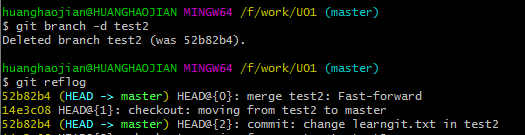 huanghaojian@HUANGHAOJIAN MINGW64 /f/work/U01 (master)
$ git branch -d test2
Deleted branch test2 (was 52b82b4).
huanghaojian@HUANGHAOJIAN MINGW64 /f/work/U01 (master)
$ git reflog
52b82b4 (HEAD -> master) HEAD@{0}: merge test2: Fast-forward
14e3c08 HEAD@{1}: checkout: moving from test2 to master
52b82b4 (HEAD -> master) HEAD@{2}: commit: change learngit.txt in test2